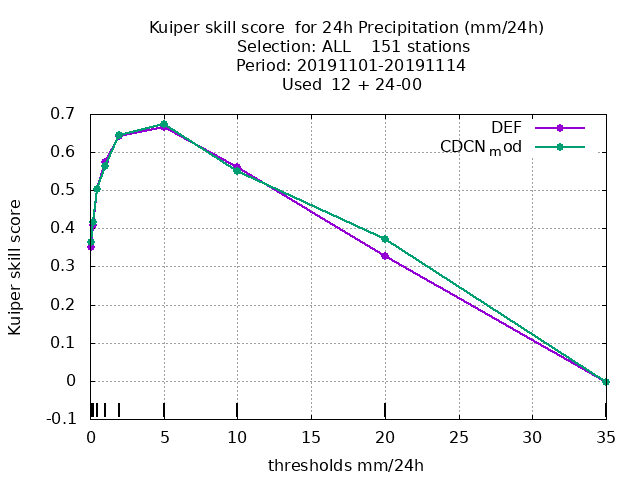 Kuiper skill score  for 24h Precipitation (mm/24h)
Selection: ALL    151 stations
Period: 20191101-20191114
Used  12 + 24-00
DEF
CDCN_mod
Kuiper skill score
0.7
0.6
0.5
0.4
0.3
0.2
0.1
0
-0.1
0 5 10 15 20 25 30 35
thresholds mm/24h